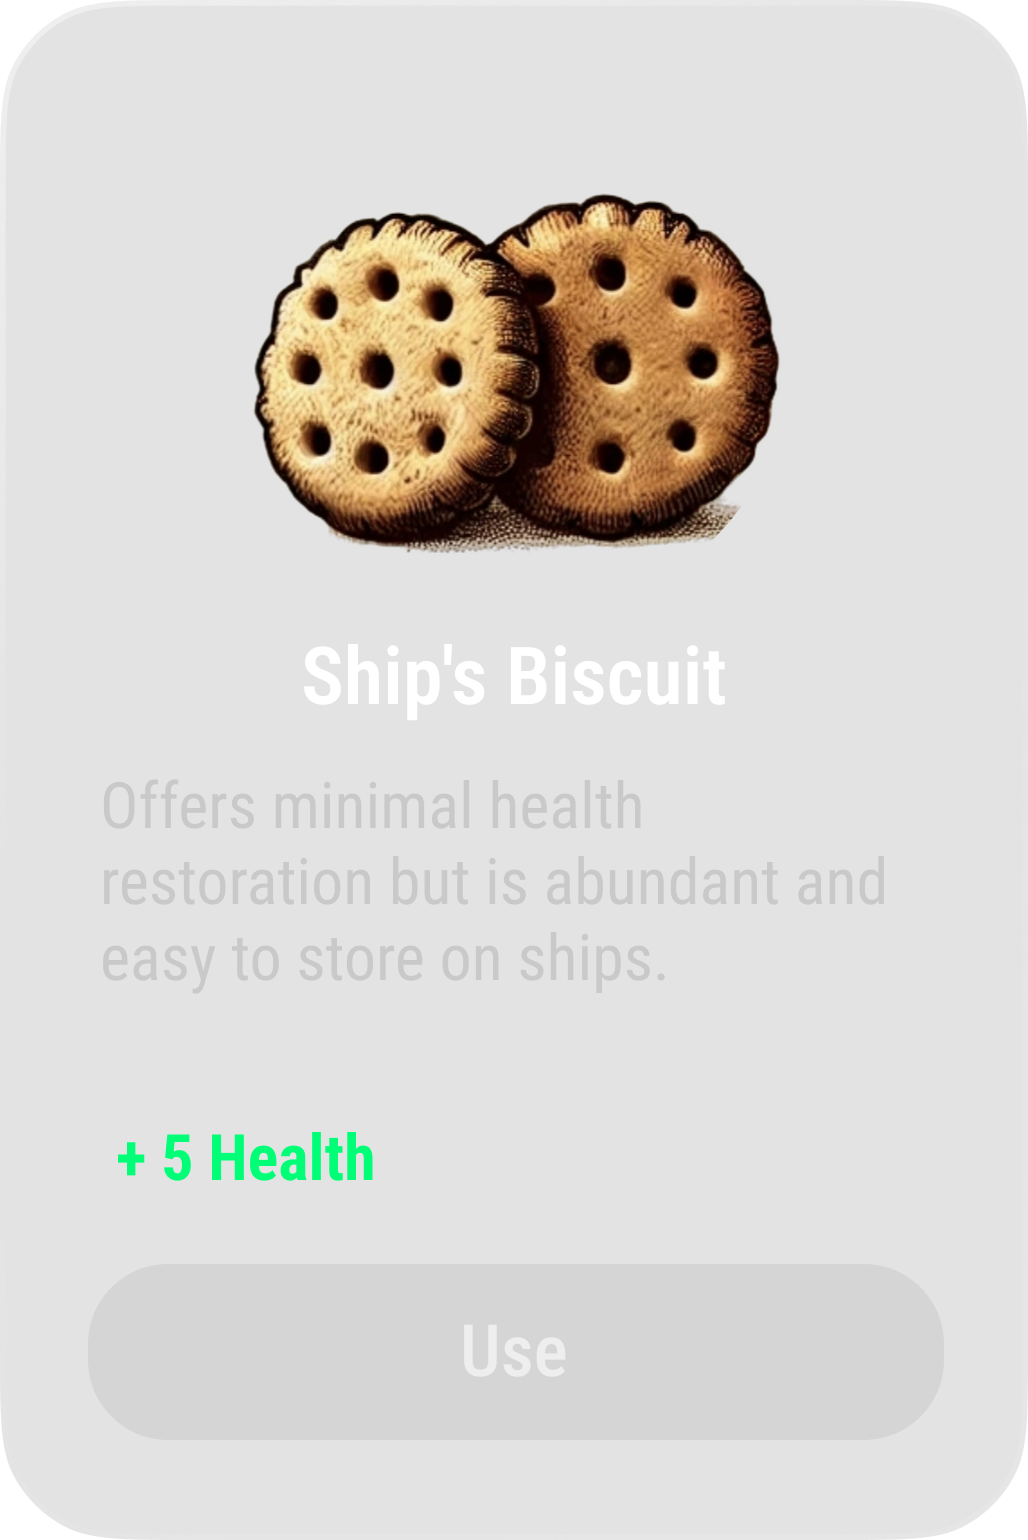 Ship's Biscuit
Offers minimal health
restoration but is abundant and
easy to store on ships.
+ 5 Health
Use